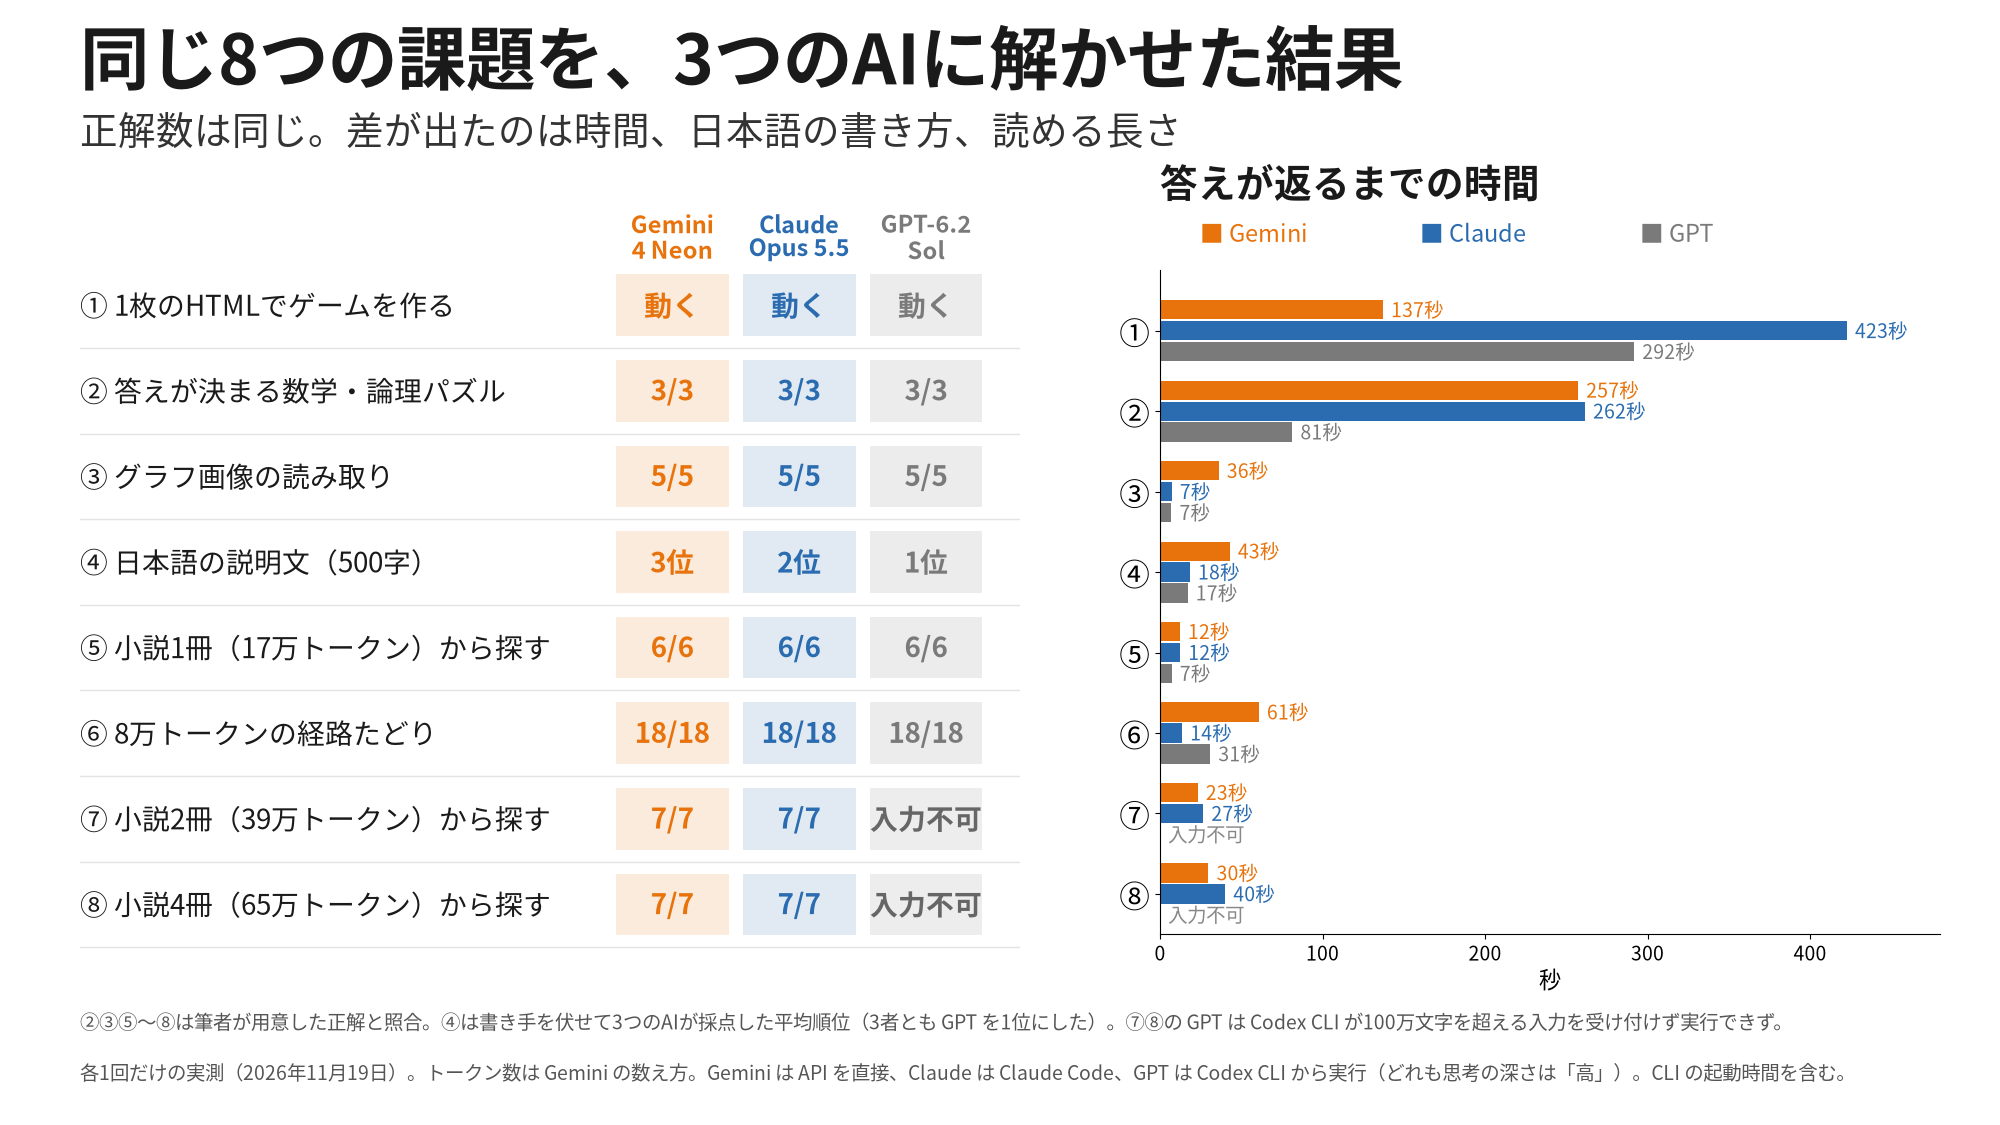 同じ8つの課題を、3つのAIに解かせた結果
正解数は同じ。差が出たのは時間、日本語の書き方、読める長さ
Gemini
4 Neon
Claude
Opus 5.5
GPT-6.2
Sol
① 1枚のHTMLでゲームを作る 動く 動く 動く
② 答えが決まる数学・論理パズル 3/3 3/3 3/3
③ グラフ画像の読み取り 5/5 5/5 5/5
④ 日本語の説明文（500字） 3位 2位 1位
⑤ 小説1冊（17万トークン）から探す 6/6 6/6 6/6
⑥ 8万トークンの経路たどり 18/18 18/18 18/18
⑦ 小説2冊（39万トークン）から探す 7/7 7/7 入力不可
⑧ 小説4冊（65万トークン）から探す 7/7 7/7 入力不可
答えが返るまでの時間
Gemini Claude GPT
①
137秒
423秒
292秒
②
257秒
262秒
81秒
③
36秒
7秒
7秒
④
43秒
18秒
17秒
⑤
12秒
12秒
7秒
⑥
61秒
14秒
31秒
⑦
23秒
27秒
入力不可
⑧
30秒
40秒
入力不可
0 100 200 300 400
秒
②③⑤〜⑧は筆者が用意した正解と照合。④は書き手を伏せて3つのAIが採点した平均順位（3者とも GPT を1位にした）。⑦⑧の GPT は Codex CLI が100万文字を超える入力を受け付けず実行できず。
各1回だけの実測（2026年11月19日）。トークン数は Gemini の数え方。Gemini は API を直接、Claude は Claude Code、GPT は Codex CLI から実行（どれも思考の深さは「高」）。CLI の起動時間を含む。